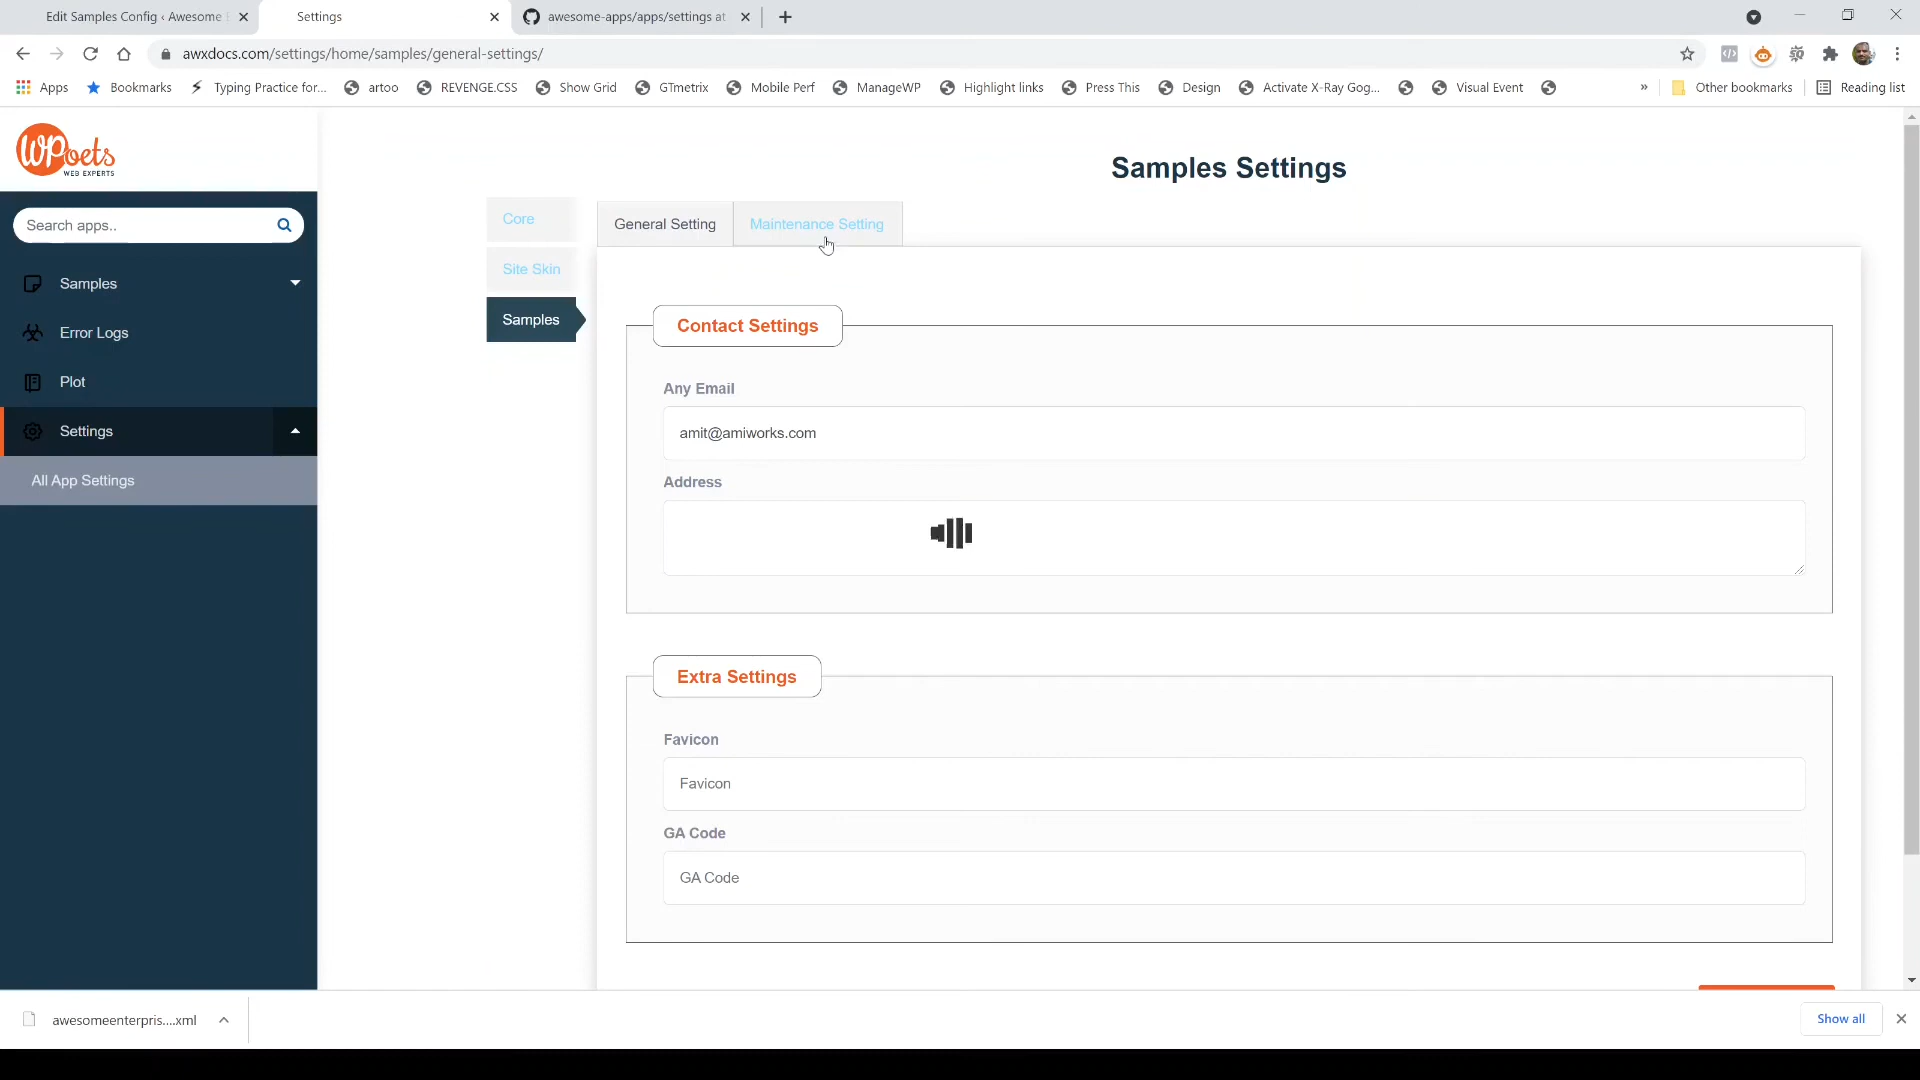 Edit Samples Config ‹ Awesome
Settings
awesome-apps/apps/settings at
awxdocs.com/settings/home/samples/general-settings/
Apps
Bookmarks
Typing Practice for...
artoo
REVENGE.CSS
Show Grid
GTmetrix
Mobile Perf
ManageWP
Highlight links
Press This
Design
Activate X-Ray Gog...
Visual Event
»
Other bookmarks
Reading list
WPoets
WEB EXPERTS
Search apps..
Samples
Error Logs
Plot
Settings
All App Settings
Samples Settings
Core
Site Skin
Samples
General Setting
Maintenance Setting
Contact Settings
Any Email
amit@amiworks.com
Address
Extra Settings
Favicon
Favicon
GA Code
GA Code
awesomeenterpris....xml
Show all